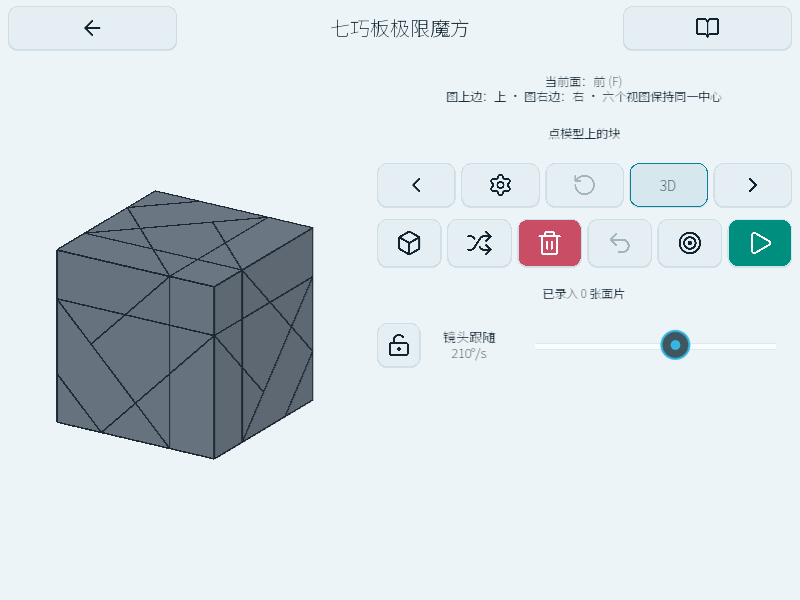 七巧板极限魔方
当前面：前 (F)
图上边：上 · 图右边：右 · 六个视图保持同一中心
点模型上的块
3D
已录入 0 张面片
镜头跟随
210°/s